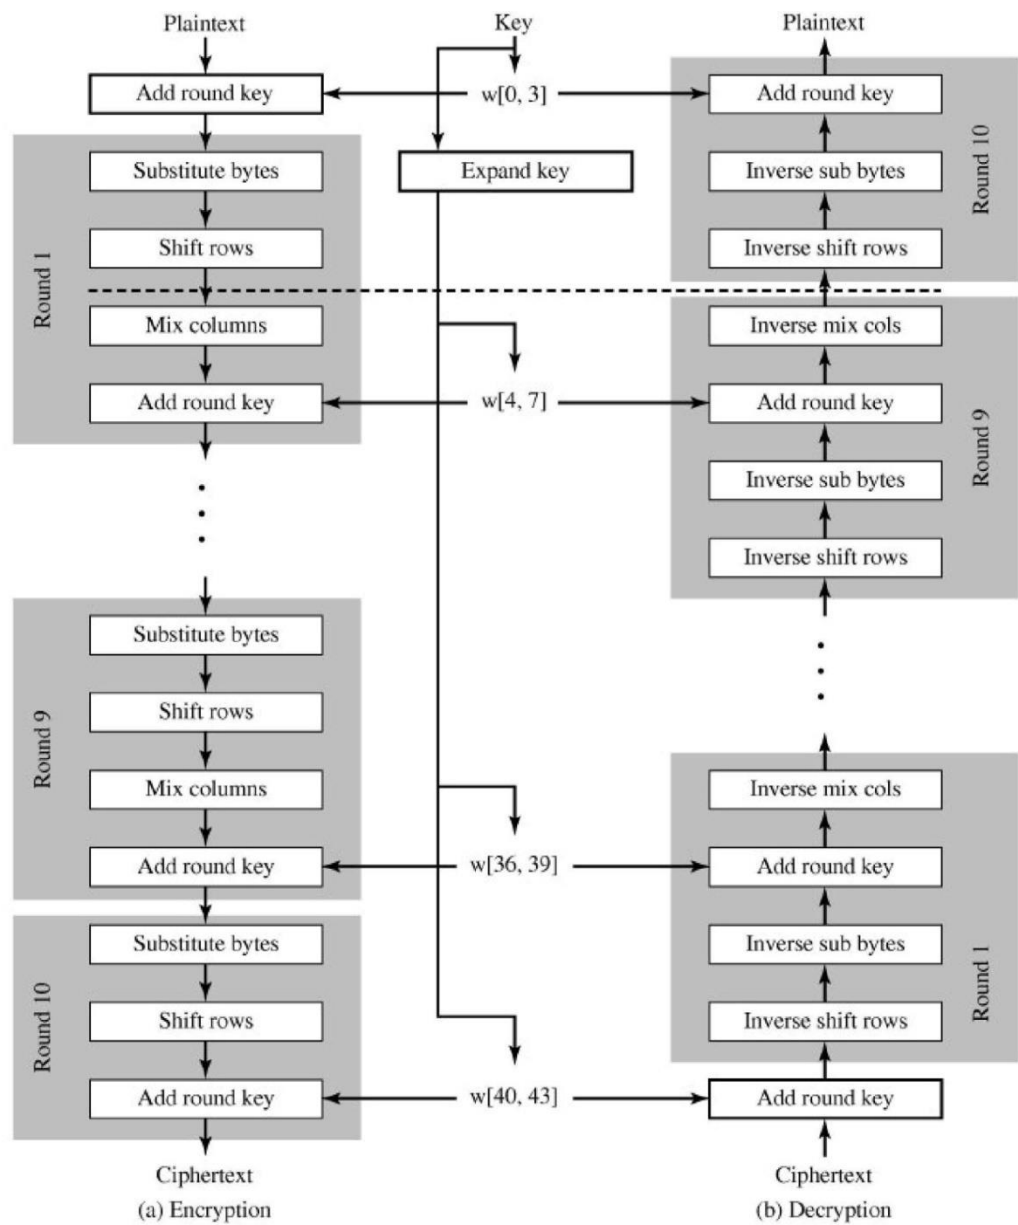 Plaintext
Key
Plaintext
Add round key
w[0, 3]
Add round key
Substitute bytes
Expand key
Inverse sub bytes
Round 10
Shift rows
Inverse shift rows
Round 1
Mix columns
Inverse mix cols
Add round key
w[4, 7]
Add round key
Round 9
Inverse sub bytes
Inverse shift rows
Substitute bytes
Shift rows
Round 9
Mix columns
Inverse mix cols
Add round key
w[36, 39]
Add round key
Substitute bytes
Inverse sub bytes
Round 1
Round 10
Shift rows
Inverse shift rows
Add round key
w[40, 43]
Add round key
Ciphertext
Ciphertext
(a) Encryption
(b) Decryption